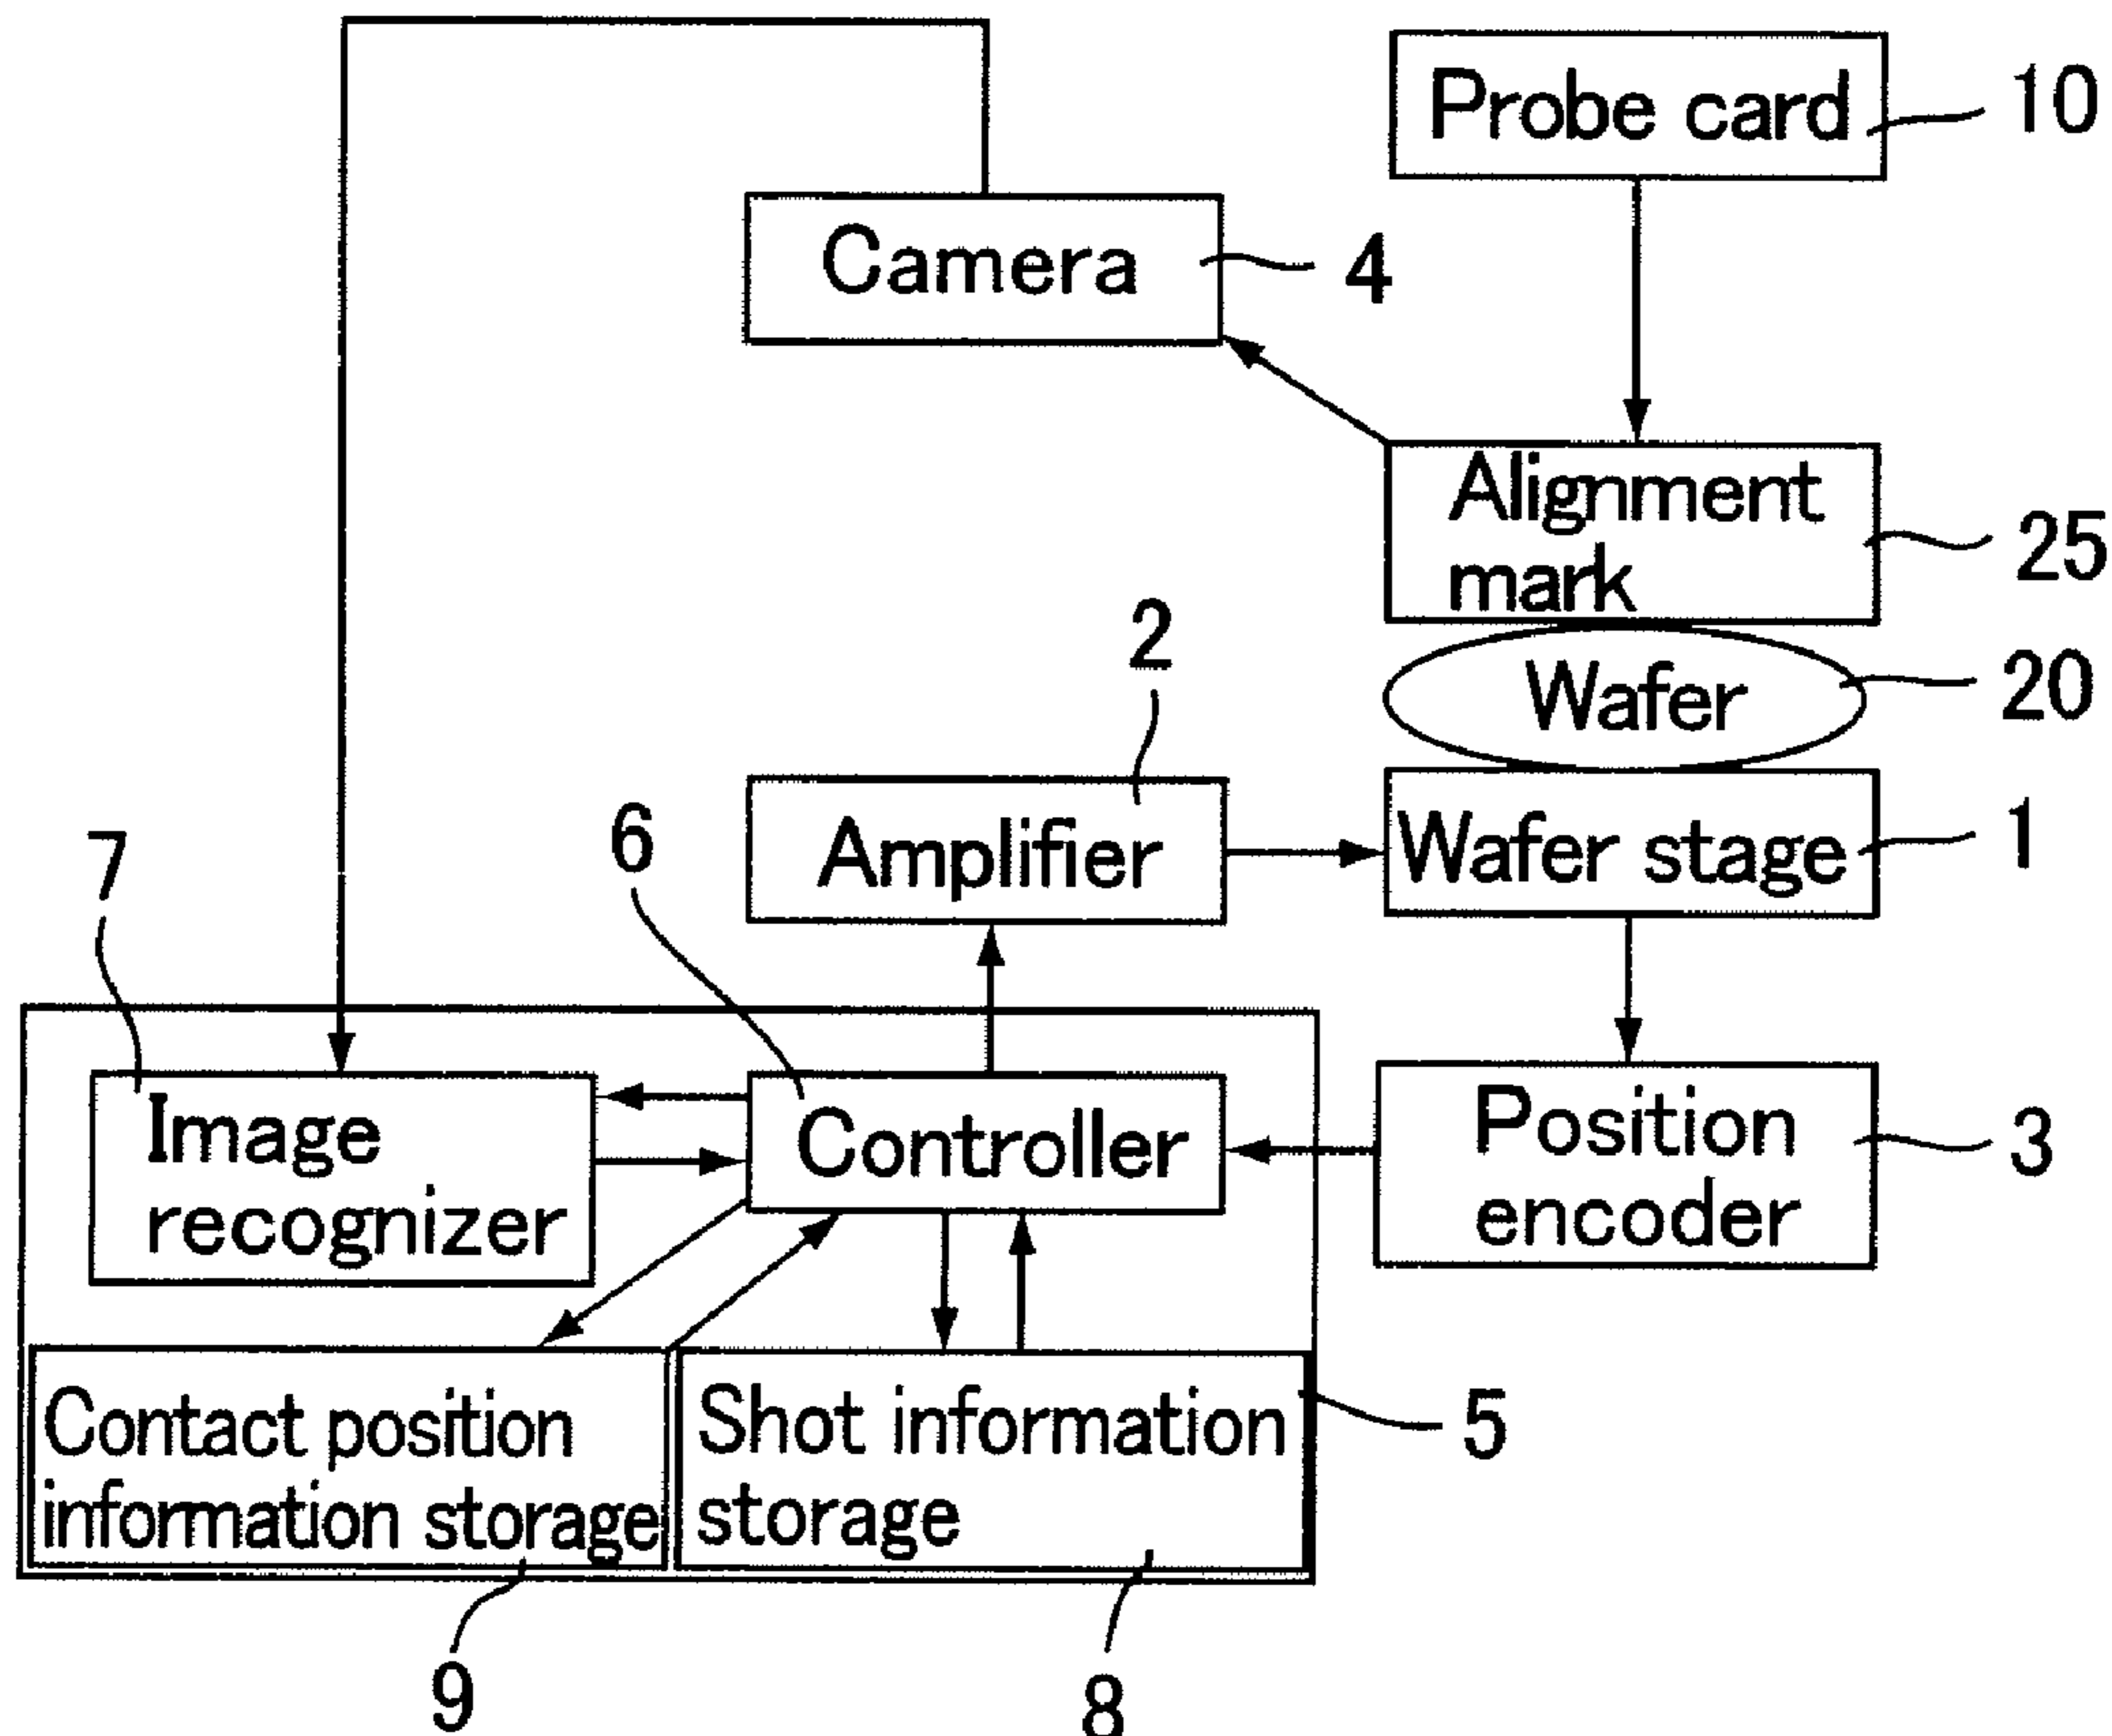 Probe card
10
Camera
4
Alignment
mark
25
2
Wafer
20
Amplifier
6
7
Wafer stage
1
Image
recognizer
Controller
Position
encoder
3
Contact position
information storage
Shot information
storage
5
9
8